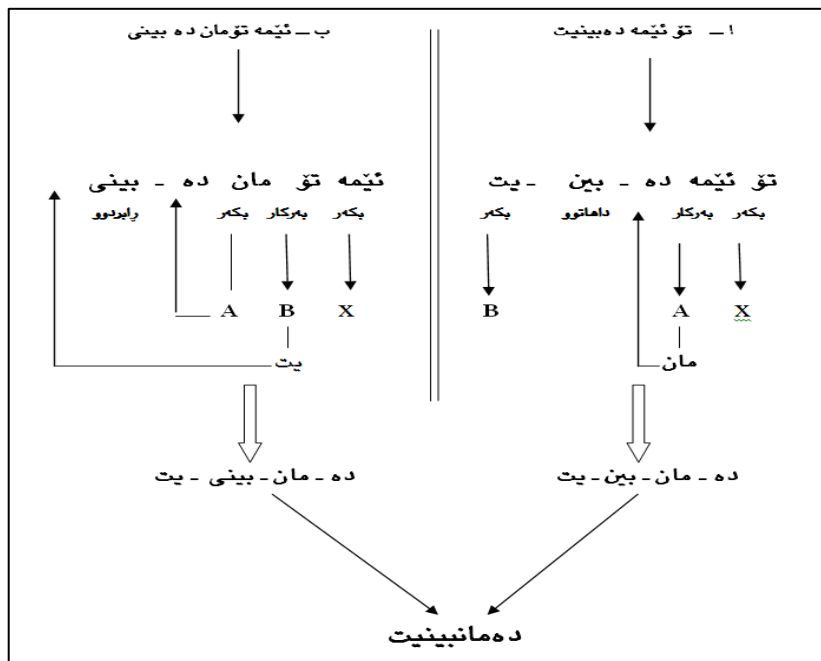 ا ـ تۆ ئێمە دەبینیت
تۆ ئێمە دە ـ بین ـ یت
بکەر بەرکار داهاتوو بکەر
X A B
مان
دە ـ مان ـ بین ـ یت
ب ـ ئێمە تۆمان دە بینی
ئێمە تۆ مان دە ـ بینی
بکەر بەرکار بکەر ڕابردوو
X B A
یت
دە ـ مان ـ بینی ـ یت
دەمانبینیت